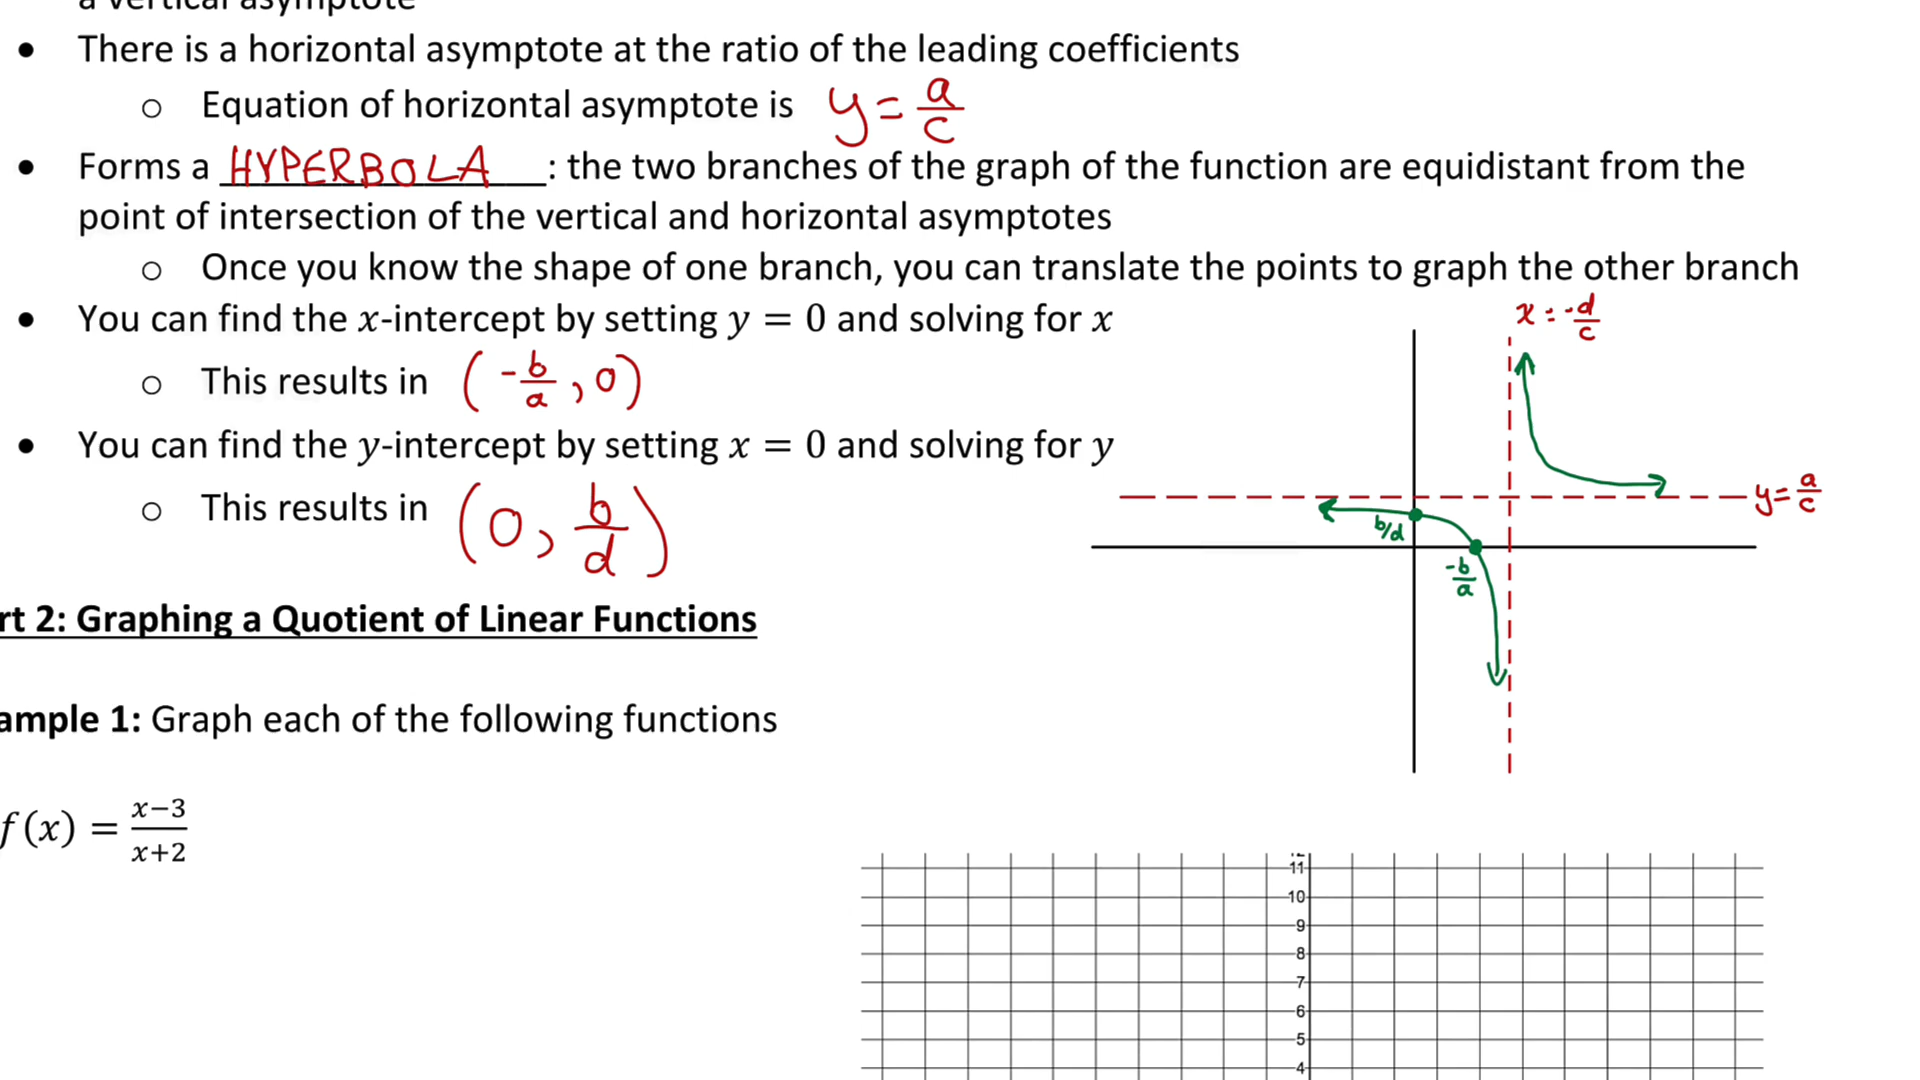 a vertical asymptote
• There is a horizontal asymptote at the ratio of the leading coefficients
o Equation of horizontal asymptote is y = a/c
• Forms a HYPERBOLA : the two branches of the graph of the function are equidistant from the
point of intersection of the vertical and horizontal asymptotes
o Once you know the shape of one branch, you can translate the points to graph the other branch
• You can find the x-intercept by setting y = 0 and solving for x
x = -d/c
o This results in (-b/a, 0)
• You can find the y-intercept by setting x = 0 and solving for y
y = a/c
o This results in (0, b/d)
b/d
-b/a
rt 2: Graphing a Quotient of Linear Functions
ample 1: Graph each of the following functions
f(x) = x−3/x+2
11
10
9
8
7
6
5
4